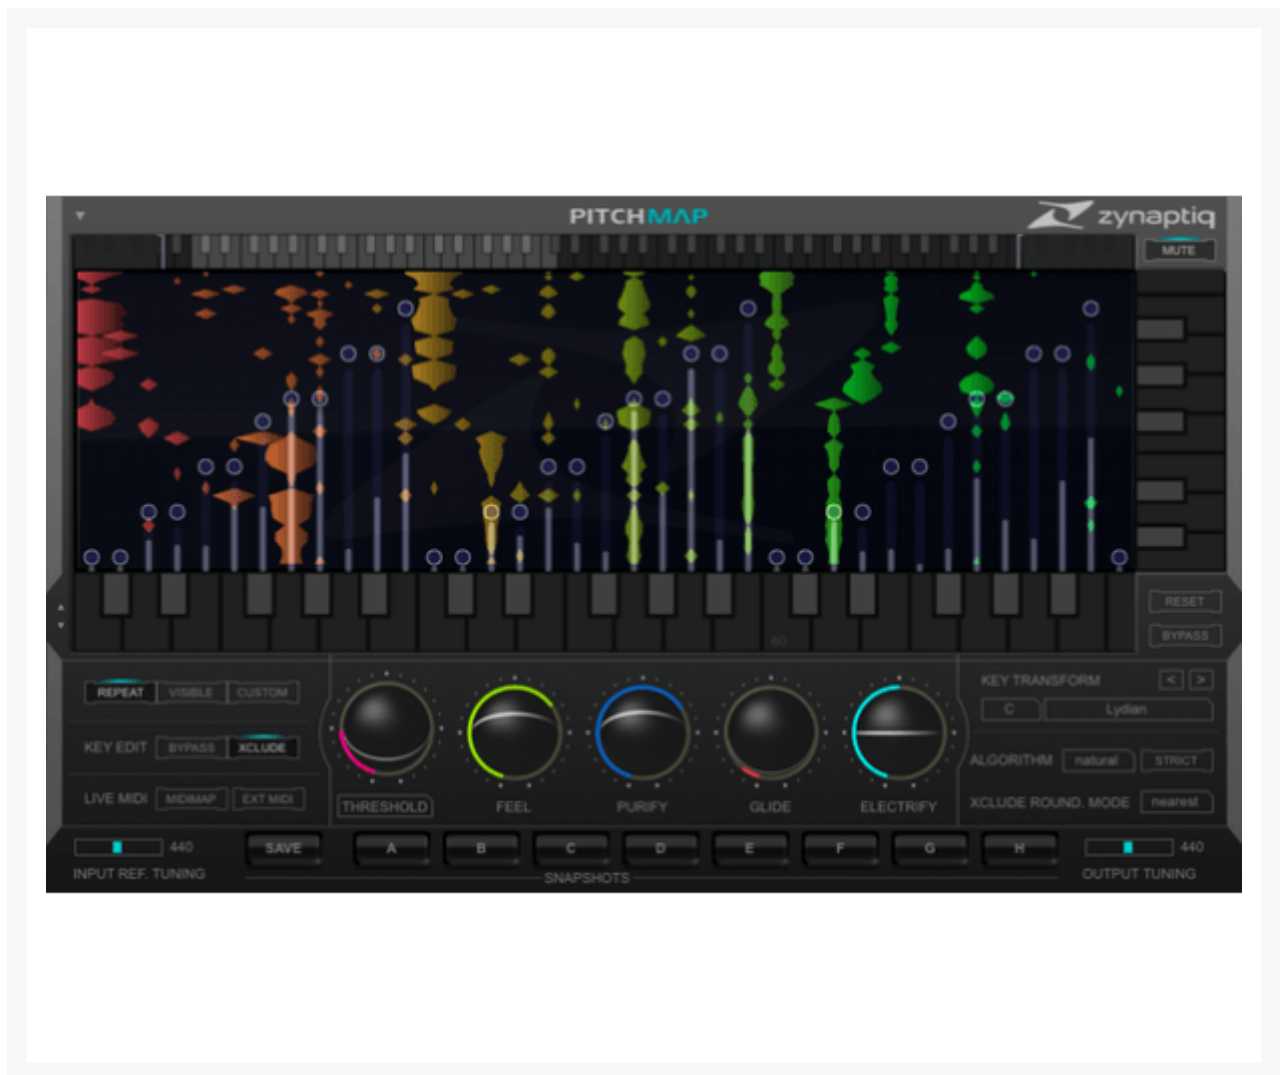 PITCHMAP
zynaptiq
MUTE
60
RESET
BYPASS
REPEAT VISIBLE CUSTOM
KEY EDIT BYPASS XCLUDE
LIVE MIDI MIDIMAP EXT MIDI
THRESHOLD FEEL PURIFY GLIDE ELECTRIFY
KEY TRANSFORM < >
C Lydian
ALGORITHM natural STRICT
XCLUDE ROUND. MODE nearest
440 SAVE A B C D E F G H 440
INPUT REF. TUNING SNAPSHOTS OUTPUT TUNING